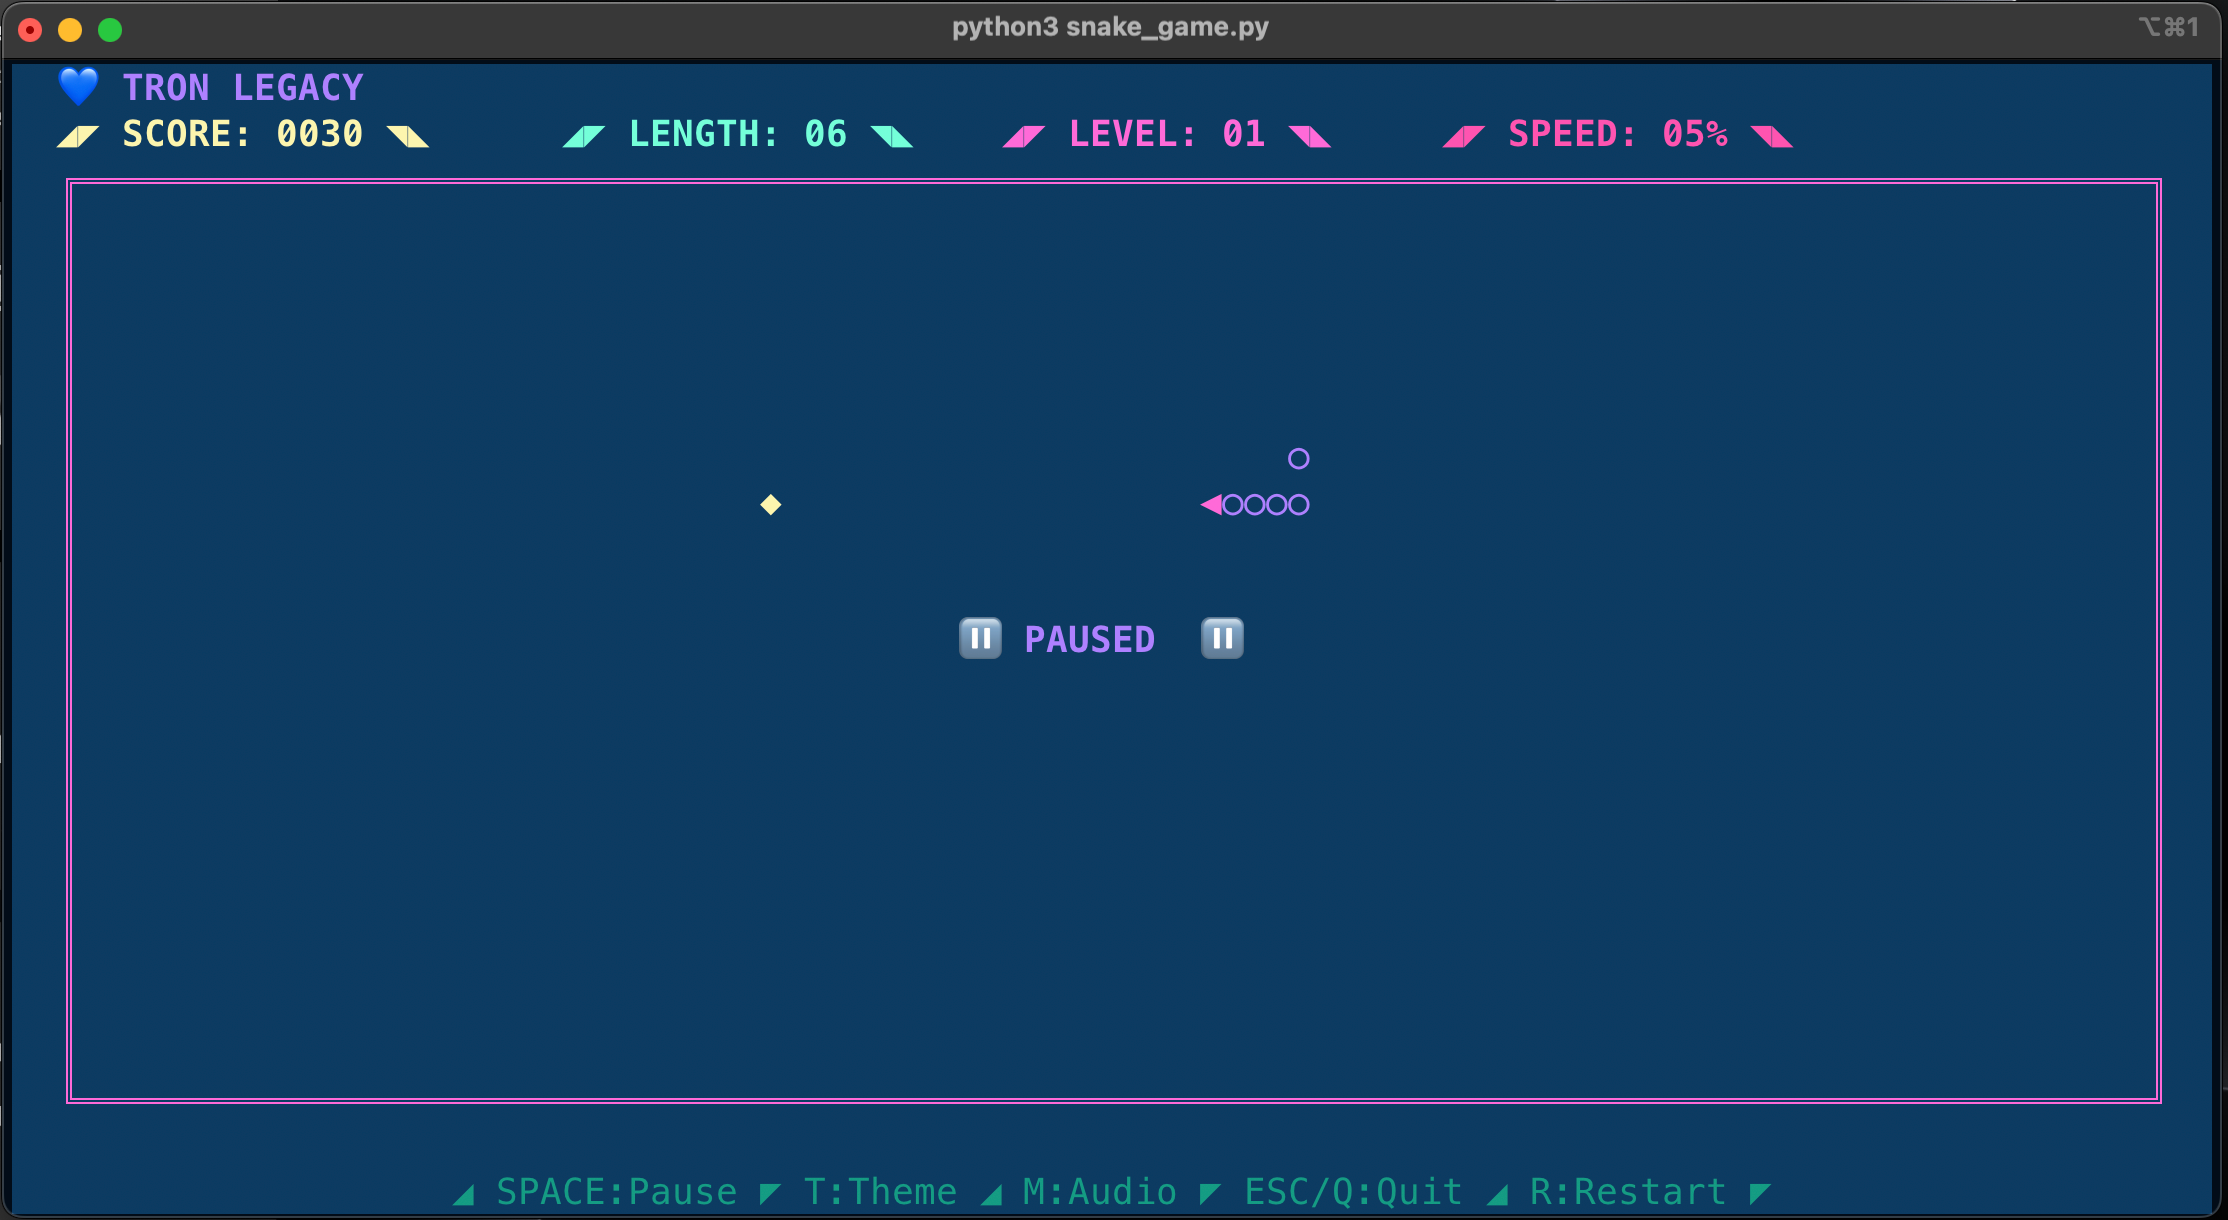 python3 snake_game.py
⌥⌘1
💙 TRON LEGACY
◢◤ SCORE: 0030 ◥◣ ◢◤ LENGTH: 06 ◥◣ ◢◤ LEVEL: 01 ◥◣ ◢◤ SPEED: 05% ◥◣
⏸️ PAUSED ⏸️
◢ SPACE:Pause ◤ T:Theme ◢ M:Audio ◤ ESC/Q:Quit ◢ R:Restart ◤